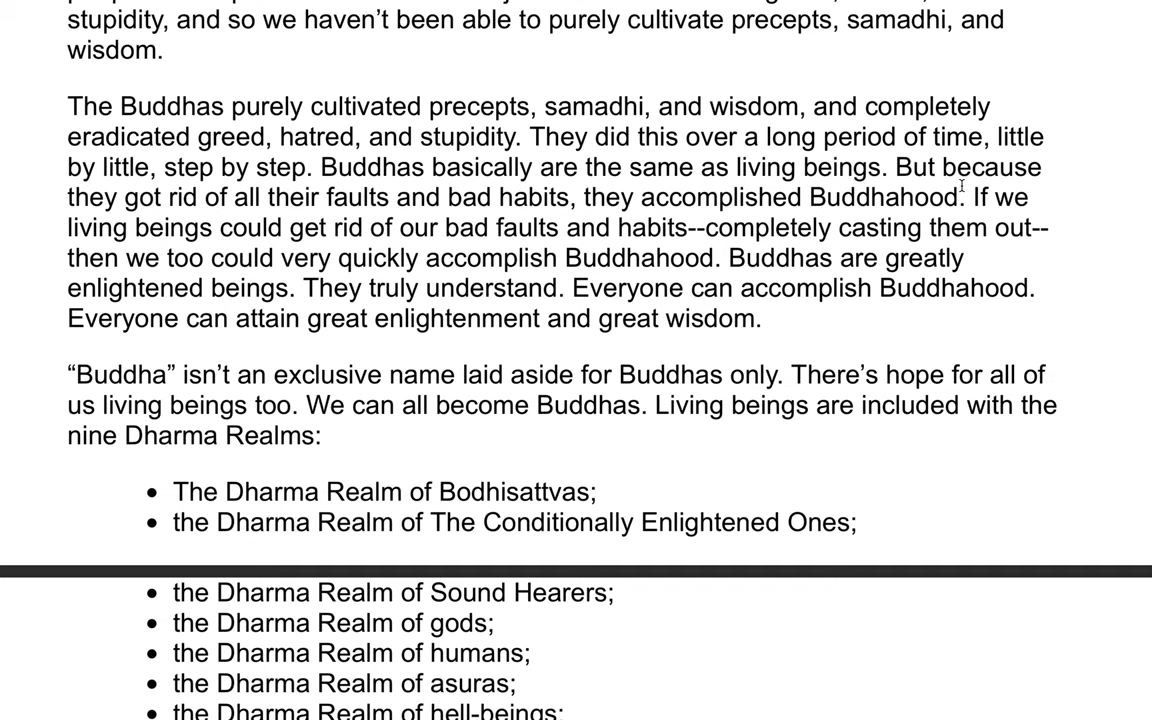 stupidity, and so we haven't been able to purely cultivate precepts, samadhi, and
wisdom.
The Buddhas purely cultivated precepts, samadhi, and wisdom, and completely
eradicated greed, hatred, and stupidity. They did this over a long period of time, little
by little, step by step. Buddhas basically are the same as living beings. But because
they got rid of all their faults and bad habits, they accomplished Buddhahood. If we
living beings could get rid of our bad faults and habits--completely casting them out--
then we too could very quickly accomplish Buddhahood. Buddhas are greatly
enlightened beings. They truly understand. Everyone can accomplish Buddhahood.
Everyone can attain great enlightenment and great wisdom.
“Buddha” isn’t an exclusive name laid aside for Buddhas only. There’s hope for all of
us living beings too. We can all become Buddhas. Living beings are included with the
nine Dharma Realms:
• The Dharma Realm of Bodhisattvas;
• the Dharma Realm of The Conditionally Enlightened Ones;
• the Dharma Realm of Sound Hearers;
• the Dharma Realm of gods;
• the Dharma Realm of humans;
• the Dharma Realm of asuras;
• the Dharma Realm of hell-beings;